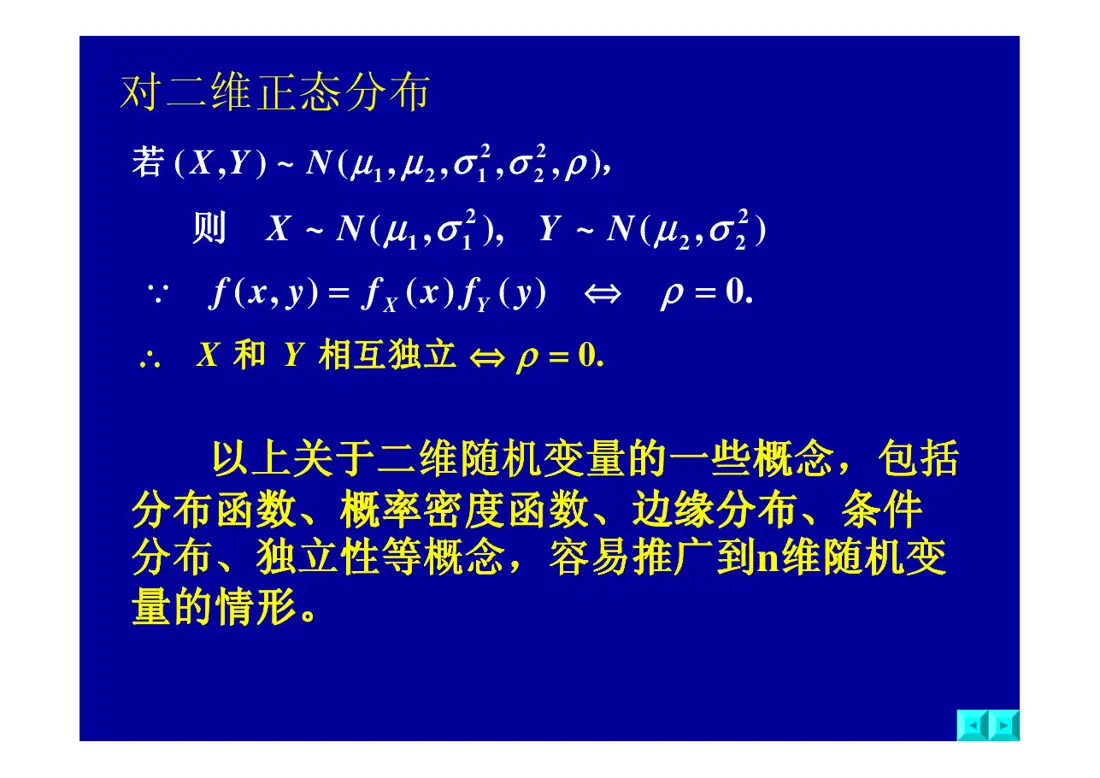 对二维正态分布
若 (X,Y) ~ N(μ₁,μ₂,σ₁²,σ₂²,ρ),
则 X ~ N(μ₁,σ₁²), Y ~ N(μ₂,σ₂²)
∵ f(x,y) = f_X(x) f_Y(y) ⇔ ρ = 0.
∴ X 和 Y 相互独立 ⇔ ρ = 0.
以上关于二维随机变量的一些概念，包括
分布函数、概率密度函数、边缘分布、条件
分布、独立性等概念，容易推广到n维随机变
量的情形。